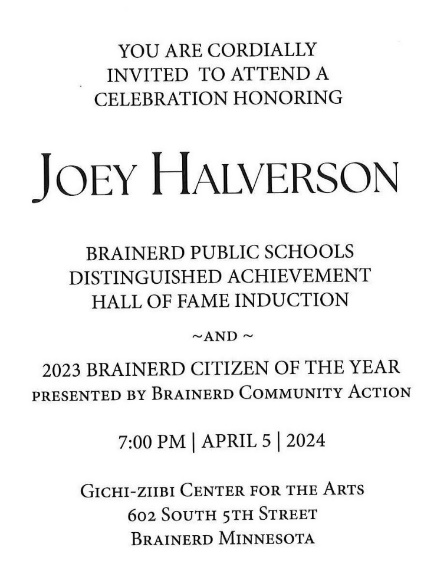 YOU ARE CORDIALLY
INVITED TO ATTEND A
CELEBRATION HONORING
JOEY HALVERSON
BRAINERD PUBLIC SCHOOLS
DISTINGUISHED ACHIEVEMENT
HALL OF FAME INDUCTION
~AND ~
2023 BRAINERD CITIZEN OF THE YEAR
PRESENTED BY BRAINERD COMMUNITY ACTION
7:00 PM | APRIL 5 | 2024
GICHI-ZIIBI CENTER FOR THE ARTS
602 SOUTH 5TH STREET
BRAINERD MINNESOTA